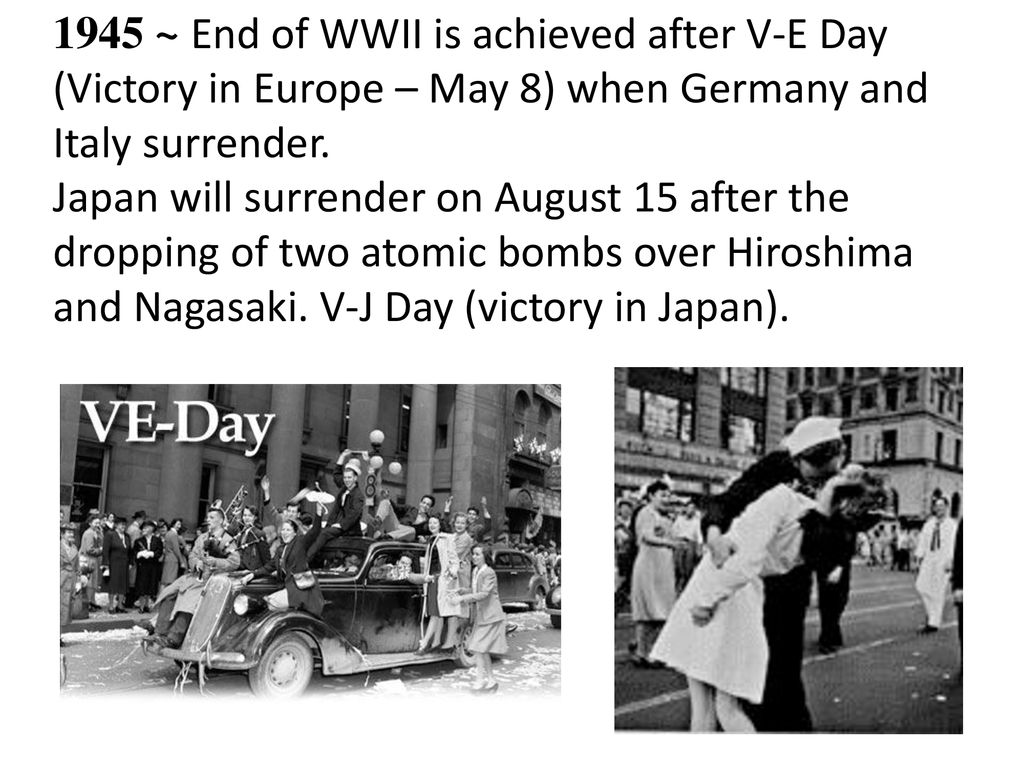 1945 ~ End of WWII is achieved after V-E Day
(Victory in Europe – May 8) when Germany and
Italy surrender.
Japan will surrender on August 15 after the
dropping of two atomic bombs over Hiroshima
and Nagasaki. V-J Day (victory in Japan).
VE-Day